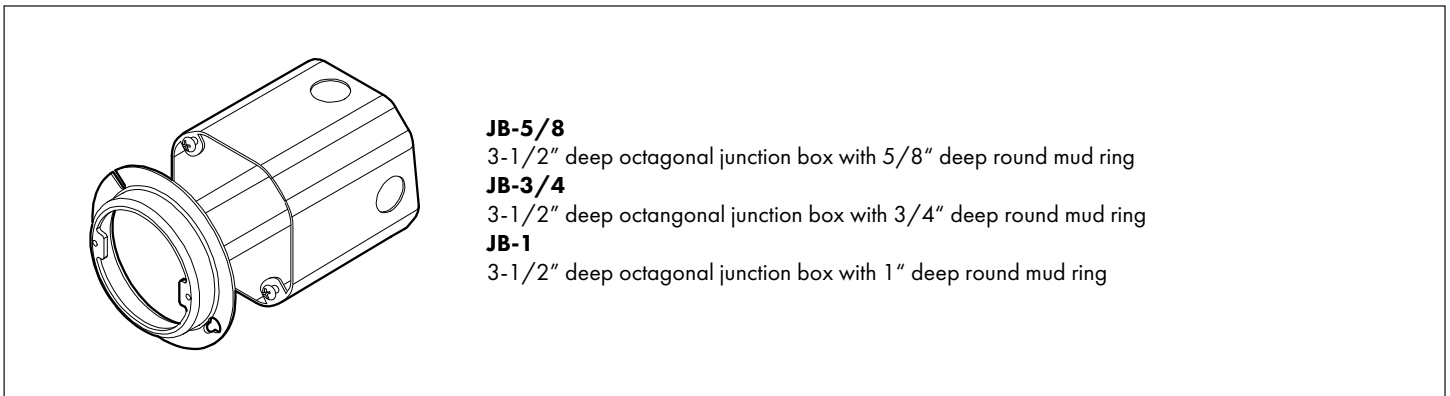 JB-5/8
3-1/2” deep octagonal junction box with 5/8“ deep round mud ring
JB-3/4
3-1/2” deep octangonal junction box with 3/4“ deep round mud ring
JB-1
3-1/2” deep octagonal junction box with 1“ deep round mud ring